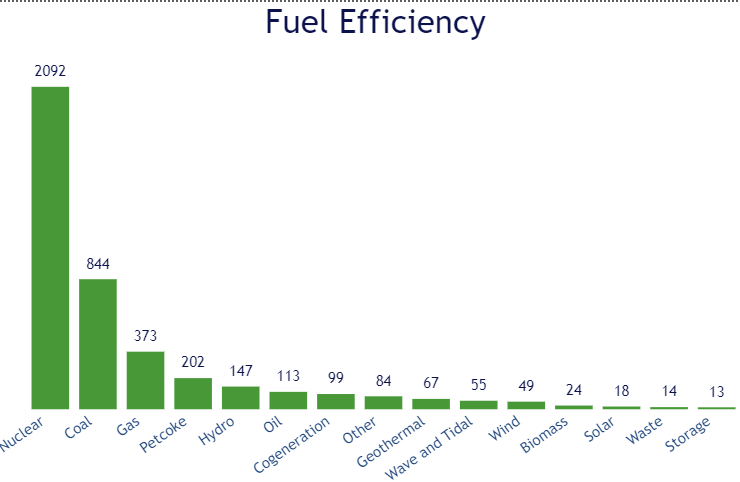 Fuel Efficiency
2092
844
373
202
147
113
99
84
67
55
49
24
18
14
13
Nuclear
Coal
Gas
Petcoke
Hydro
Oil
Cogeneration
Other
Geothermal
Wave and Tidal
Wind
Biomass
Solar
Waste
Storage